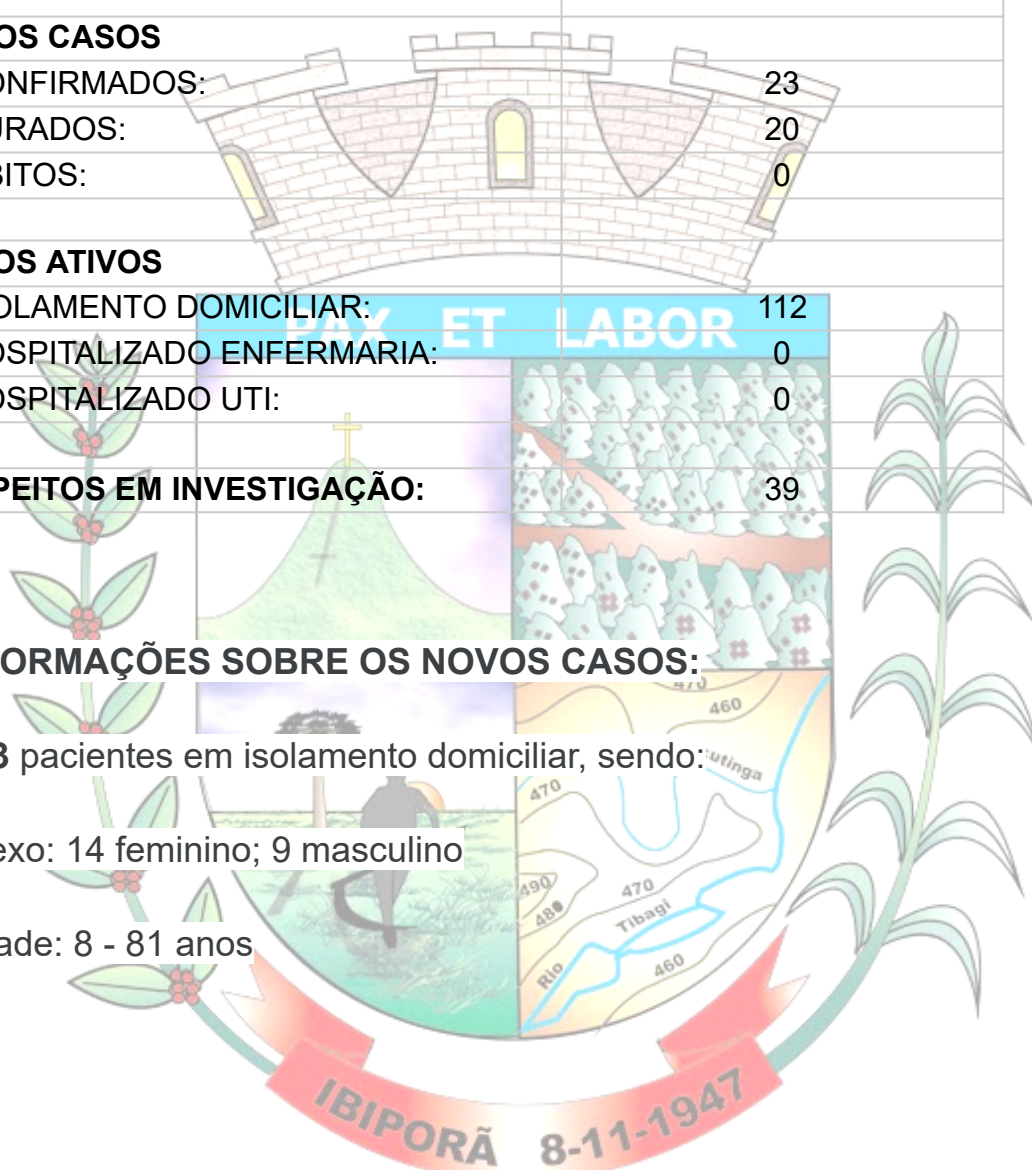 OS CASOS
ONFIRMADOS: 23
URADOS: 20
BITOS: 0
OS ATIVOS
OLAMENTO DOMICILIAR: 112
OSPITALIZADO ENFERMARIA: 0
OSPITALIZADO UTI: 0
PEITOS EM INVESTIGAÇÃO: 39
PAX ET LABOR
ORMAÇÕES SOBRE OS NOVOS CASOS:
3 pacientes em isolamento domiciliar, sendo:
exo: 14 feminino; 9 masculino
ade: 8 - 81 anos
470
460
utinga
470
490
480
470
Tibagi
Rio
460
IBIPORÃ 8-11-1947